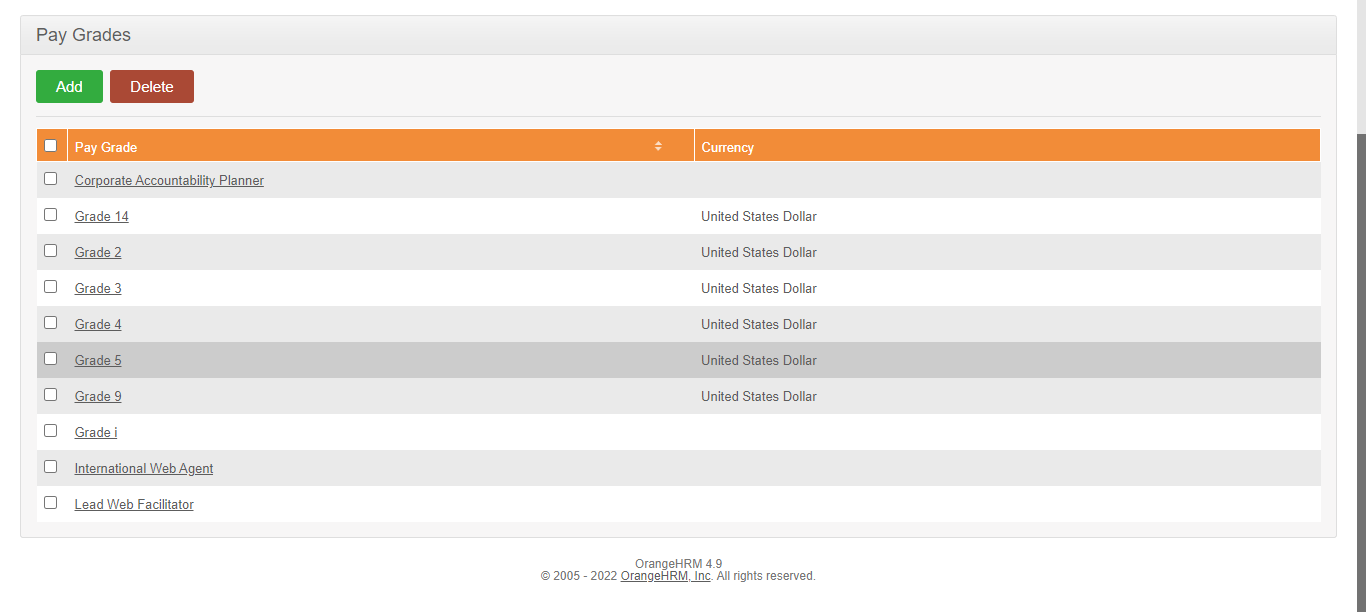 Pay Grades
Add Delete
Pay Grade Currency
Corporate Accountability Planner
Grade 14 United States Dollar
Grade 2 United States Dollar
Grade 3 United States Dollar
Grade 4 United States Dollar
Grade 5 United States Dollar
Grade 9 United States Dollar
Grade i
International Web Agent
Lead Web Facilitator
OrangeHRM 4.9
© 2005 - 2022 OrangeHRM, Inc. All rights reserved.